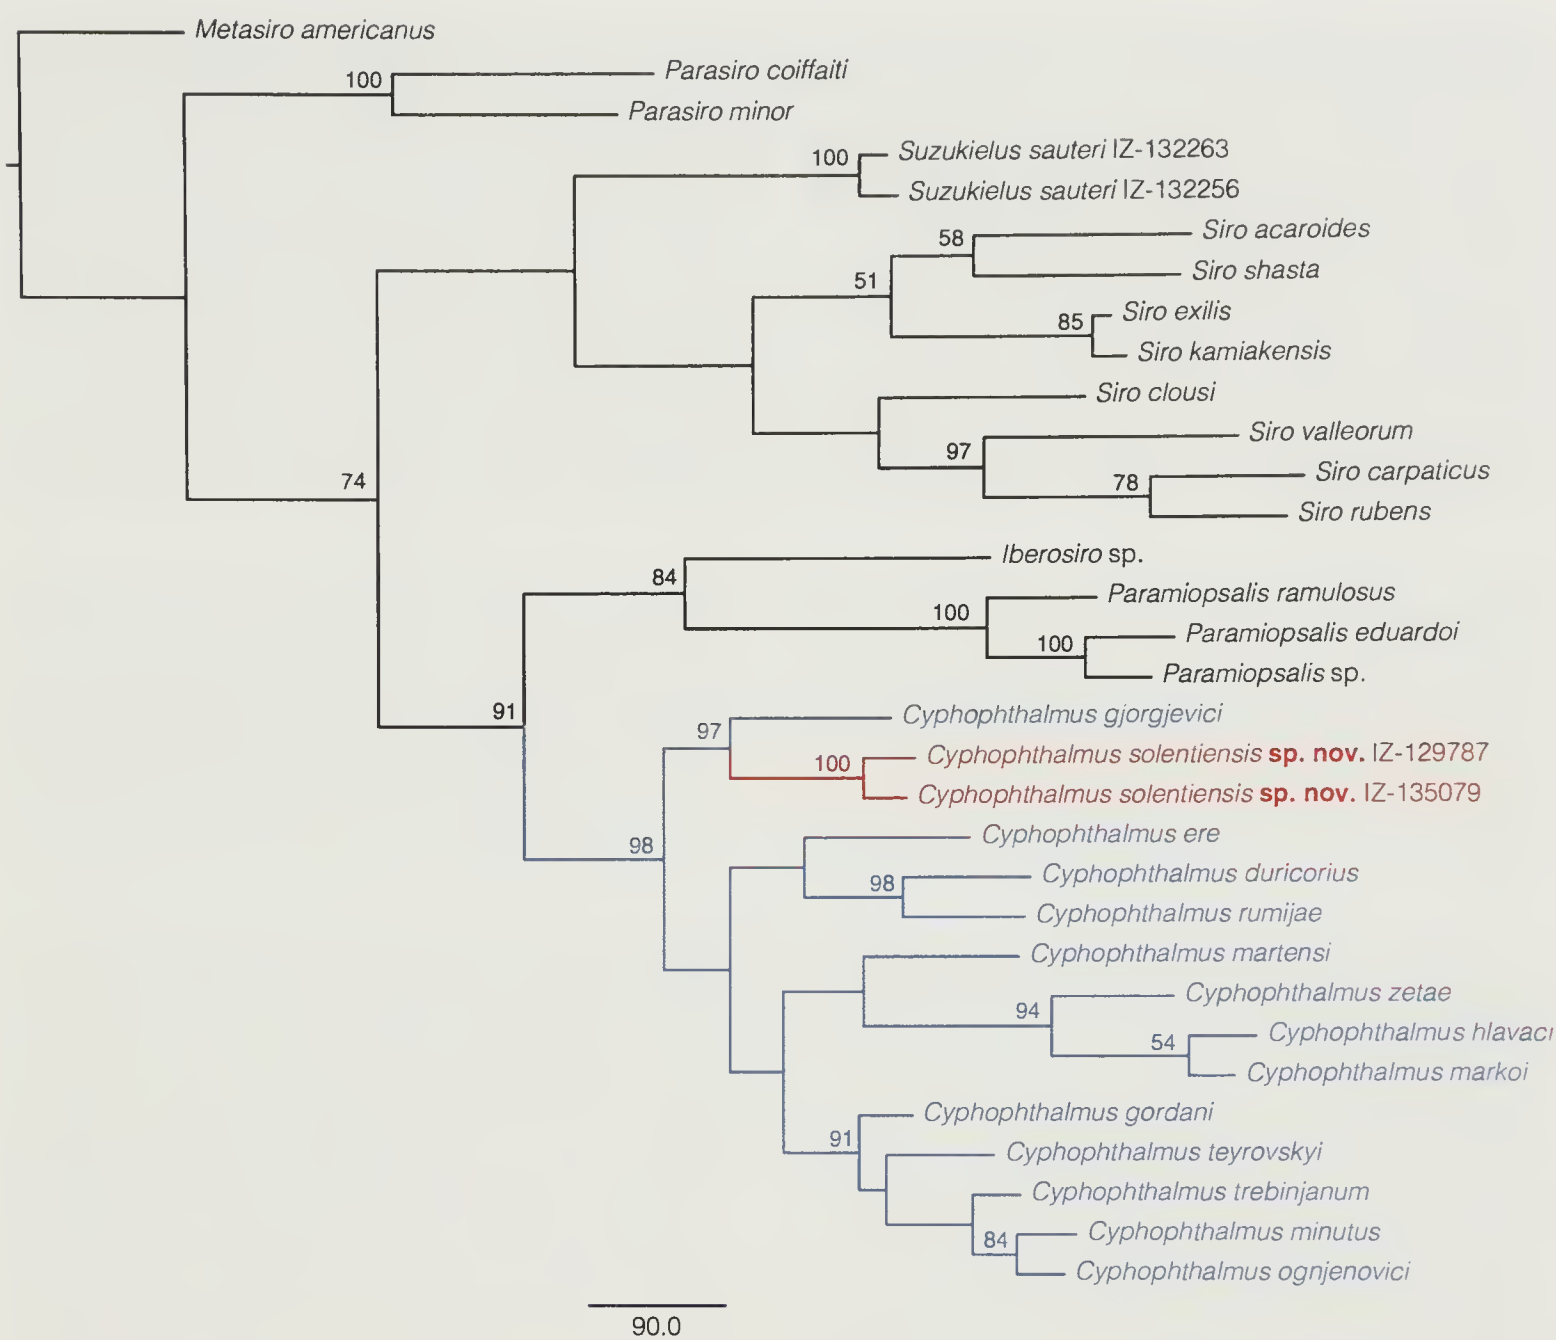 Metasiro americanus
100
Parasiro coiffaiti
Parasiro minor
100
Suzukielus sauteri IZ-132263
Suzukielus sauteri IZ-132256
58
Siro acaroides
Siro shasta
51
85
Siro exilis
Siro kamiakensis
Siro clousi
97
Siro valleorum
78
Siro carpaticus
Siro rubens
74
84
Iberosiro sp.
100
Paramiopsalis ramulosus
100
Paramiopsalis eduardoi
Paramiopsalis sp.
91
97
Cyphophthalmus gjorgjevici
100
Cyphophthalmus solentiensis sp. nov. IZ-129787
Cyphophthalmus solentiensis sp. nov. IZ-135079
98
Cyphophthalmus ere
98
Cyphophthalmus duricorius
Cyphophthalmus rumijae
Cyphophthalmus martensi
94
Cyphophthalmus zetae
54
Cyphophthalmus hlavaci
Cyphophthalmus markoi
91
Cyphophthalmus gordani
Cyphophthalmus teyrovskyi
Cyphophthalmus trebinjanum
84
Cyphophthalmus minutus
Cyphophthalmus ognjenovici
90.0